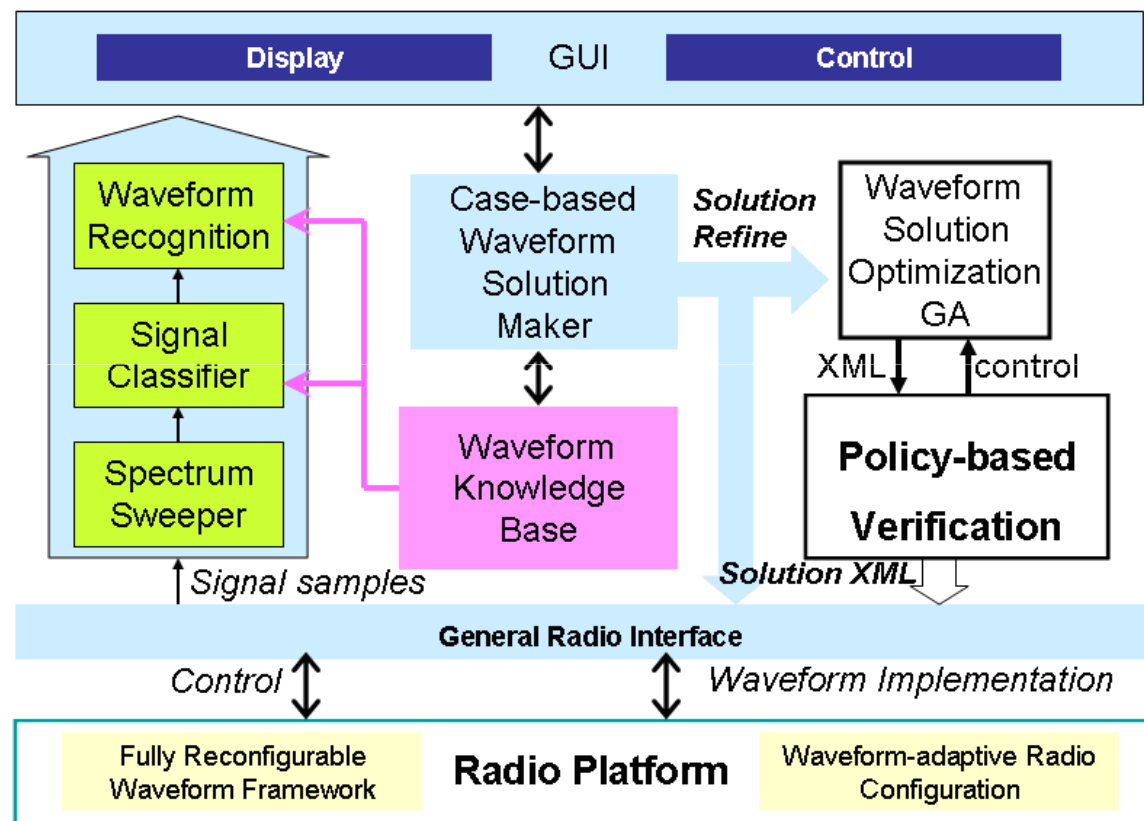 Display
GUI
Control
Waveform
Recognition
Signal
Classifier
Spectrum
Sweeper
Signal samples
Case-based
Waveform
Solution
Maker
Waveform
Knowledge
Base
Solution
Refine
Waveform
Solution
Optimization
GA
XML
control
Policy-based
Verification
Solution XML
General Radio Interface
Control
Waveform Implementation
Fully Reconfigurable
Waveform Framework
Radio Platform
Waveform-adaptive Radio
Configuration